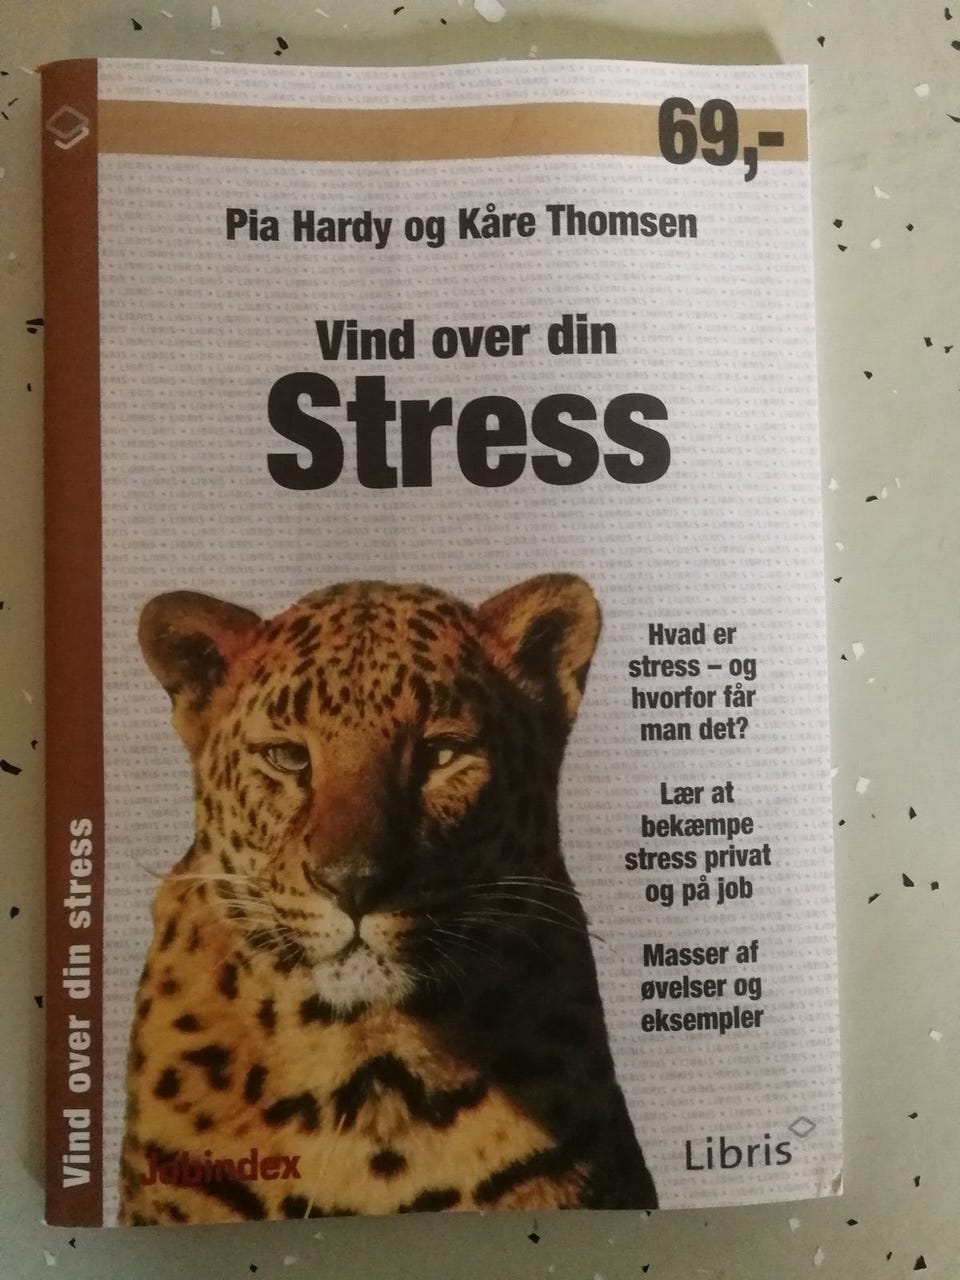 69,-
Pia Hardy og Kåre Thomsen
Vind over din
Stress
Hvad er
stress – og
hvorfor får
man det?
Lær at
bekæmpe
stress privat
og på job
Masser af
øvelser og
eksempler
Jobindex
Libris
Vind over din stress